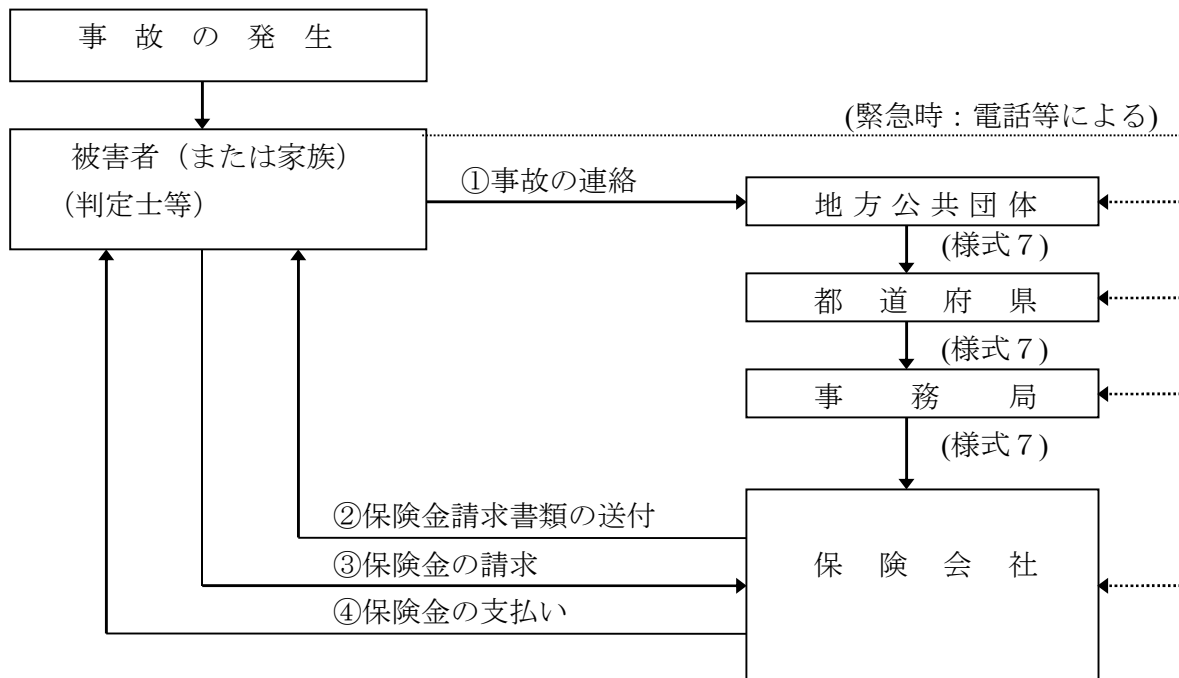 事故の発生
(緊急時：電話等による)
被害者（または家族）
（判定士等）
①事故の連絡
地方公共団体
(様式７)
都道府県
(様式７)
事務局
(様式７)
②保険金請求書類の送付
③保険金の請求
保険会社
④保険金の支払い